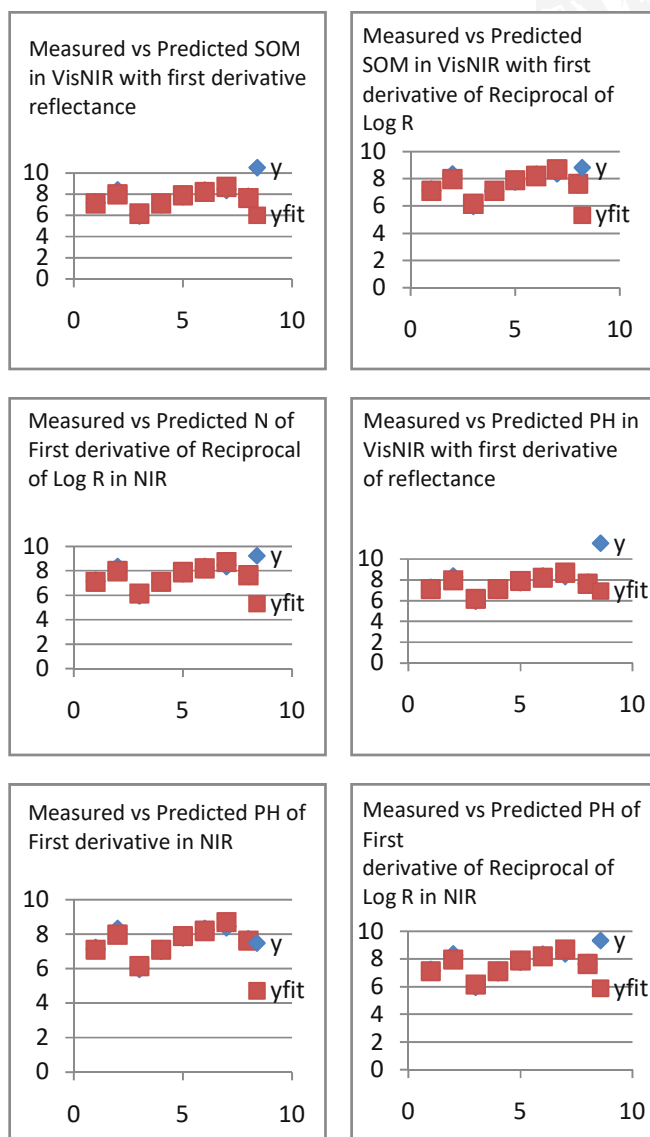 Measured vs Predicted SOM
in VisNIR with first derivative
reflectance
10
8
6
4
2
0
0 5 10
y
yfit
Measured vs Predicted
SOM in VisNIR with first
derivative of Reciprocal of
Log R
10
8
6
4
2
0
0 5 10
y
yfit
Measured vs Predicted N of
First derivative of Reciprocal
of Log R in NIR
10
8
6
4
2
0
0 5 10
y
yfit
Measured vs Predicted PH in
VisNIR with first derivative
of reflectance
10
8
6
4
2
0
0 5 10
y
yfit
Measured vs Predicted PH of
First derivative in NIR
10
8
6
4
2
0
0 5 10
y
yfit
Measured vs Predicted PH of
First
derivative of Reciprocal of
Log R in NIR
10
8
6
4
2
0
0 5 10
y
yfit